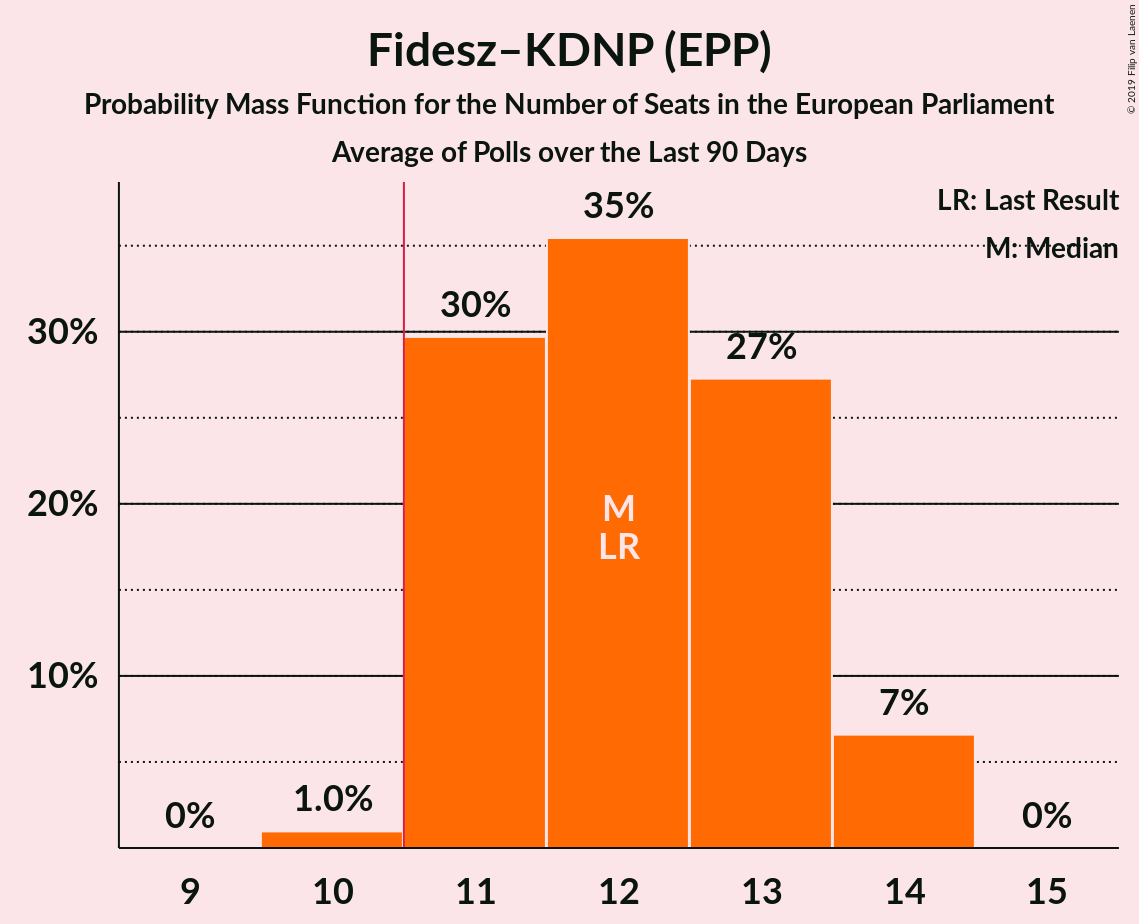 Fidesz–KDNP (EPP)
Probability Mass Function for the Number of Seats in the European Parliament
Average of Polls over the Last 90 Days
© 2019 Filip van Laenen
LR: Last Result
M: Median
35%
30%
27%
30%
20%
10%
M
LR
7%
1.0%
0%
0%
9 10 11 12 13 14 15